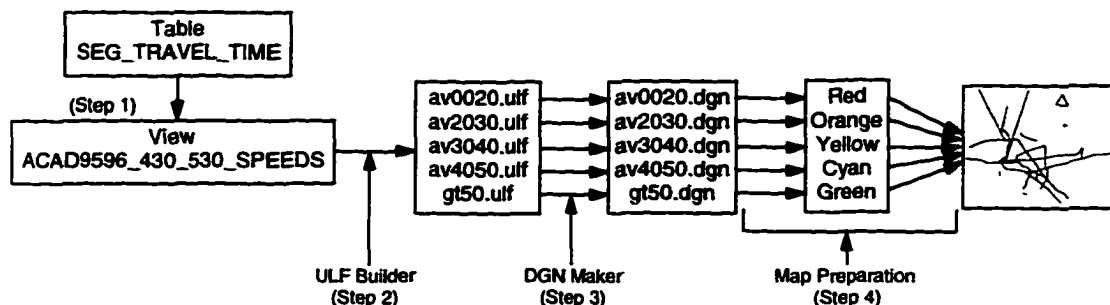 Table
SEG_TRAVEL_TIME
(Step 1)
View
ACAD9596_430_530_SPEEDS
av0020.ulf
av2030.ulf
av3040.ulf
av4050.ulf
gt50.ulf
av0020.dgn
av2030.dgn
av3040.dgn
av4050.dgn
gt50.dgn
Red
Orange
Yellow
Cyan
Green
ULF Builder
(Step 2)
DGN Maker
(Step 3)
Map Preparation
(Step 4)